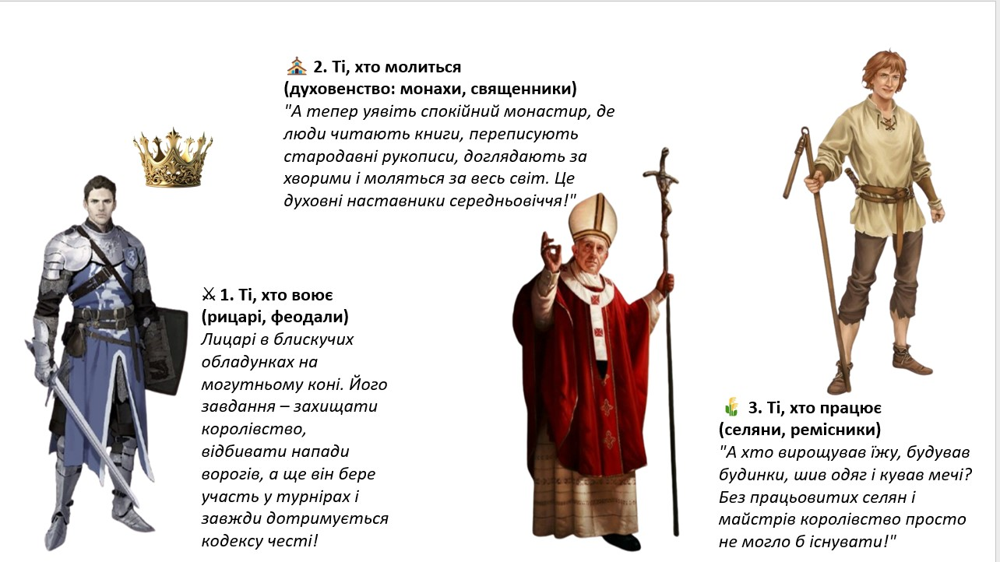 2. Ті, хто молиться
(духовенство: монахи, священники)
"А тепер уявіть спокійний монастир, де
люди читають книги, переписують
стародавні рукописи, доглядають за
хворими і моляться за весь світ. Це
духовні наставники середньовіччя!"
⚔ 1. Ті, хто воює
(рицарі, феодали)
Лицарі в блискучих
обладунках на
могутньому коні. Його
завдання – захищати
королівство,
відбивати напади
ворогів, а ще він бере
участь у турнірах і
завжди дотримується
кодексу честі!
3. Ті, хто працює
(селяни, ремісники)
"А хто вирощував їжу, будував
будинки, шив одяг і кував мечі?
Без працьовитих селян і
майстрів королівство просто
не могло б існувати!"